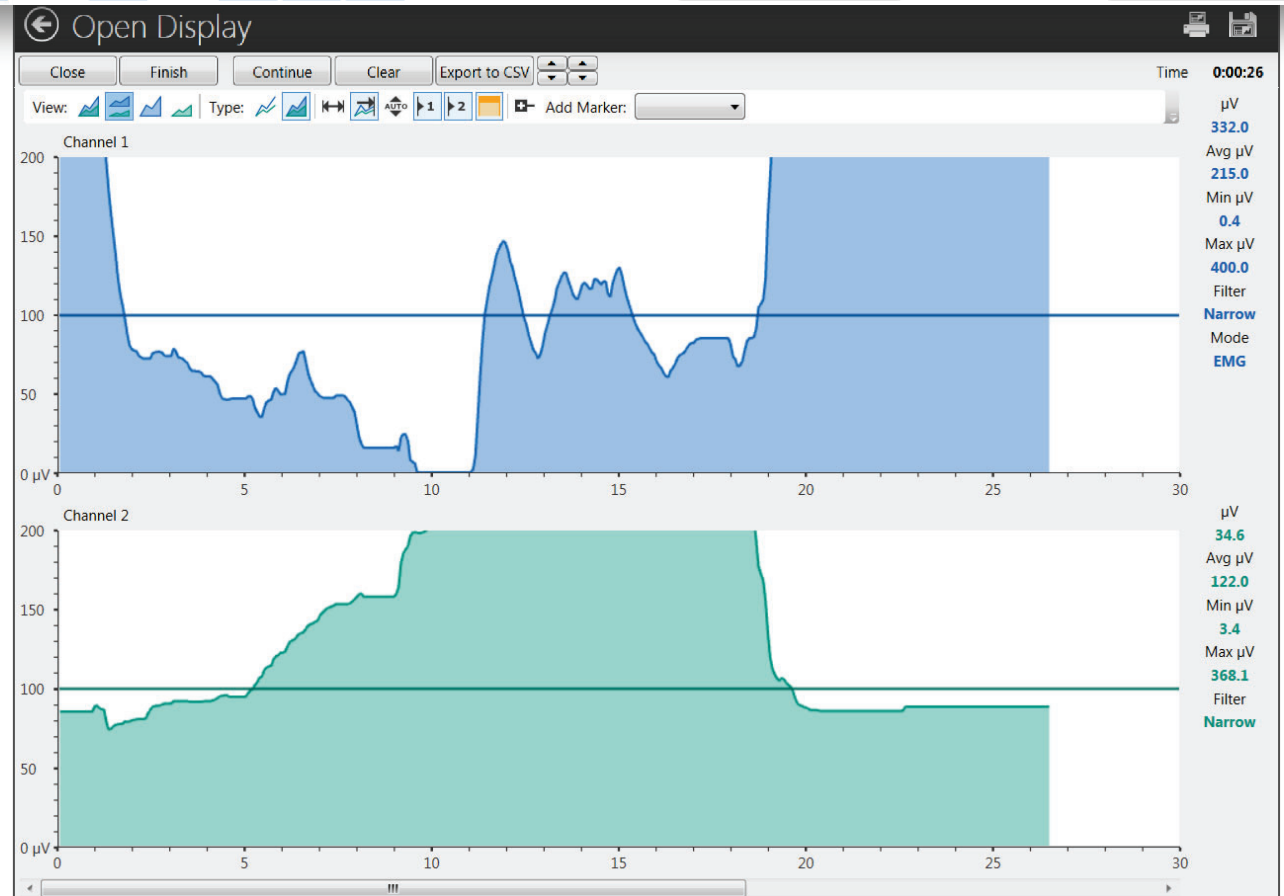 Open Display
Close Finish Continue Clear Export to CSV Time 0:00:26
View: Type: AUTO 1 2 Add Marker:
Channel 1
200
150
100
50
0 µV
0 5 10 15 20 25 30
µV
332.0
Avg µV
215.0
Min µV
0.4
Max µV
400.0
Filter
Narrow
Mode
EMG
Channel 2
200
150
100
50
0 µV
0 5 10 15 20 25 30
µV
34.6
Avg µV
122.0
Min µV
3.4
Max µV
368.1
Filter
Narrow